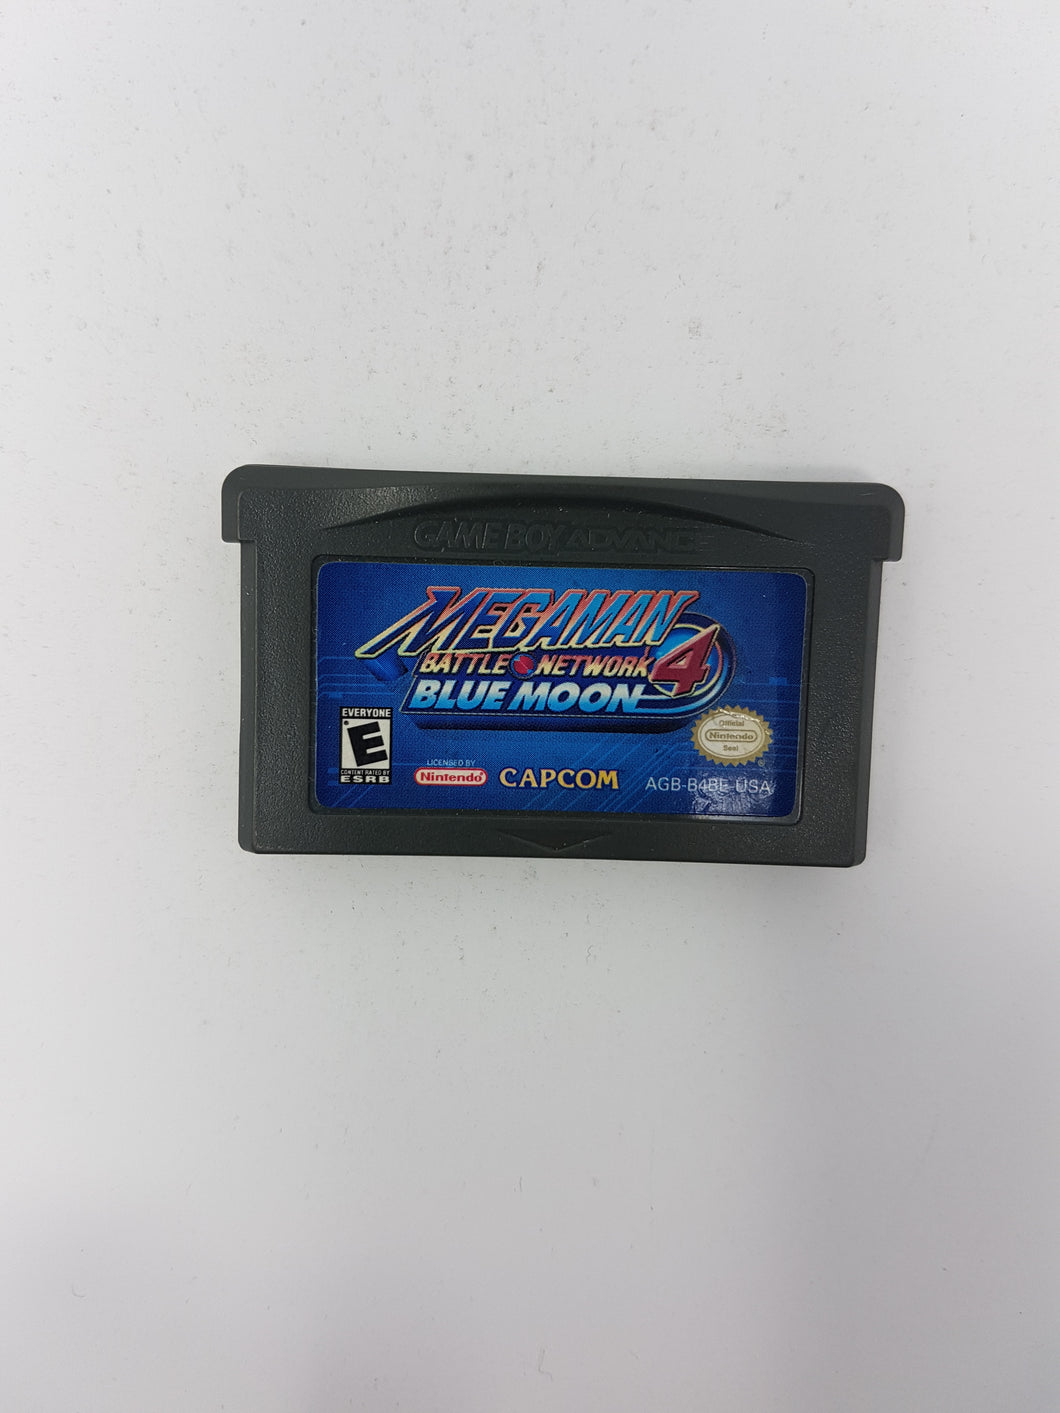 GAME BOY ADVANCE
MEGAMAN
BATTLE NETWORK 4
BLUE MOON
EVERYONE
E
CONTENT RATED BY
ESRB
LICENSED BY
Nintendo
CAPCOM
Official
Nintendo
Seal
®
AGB-B4BE-USA